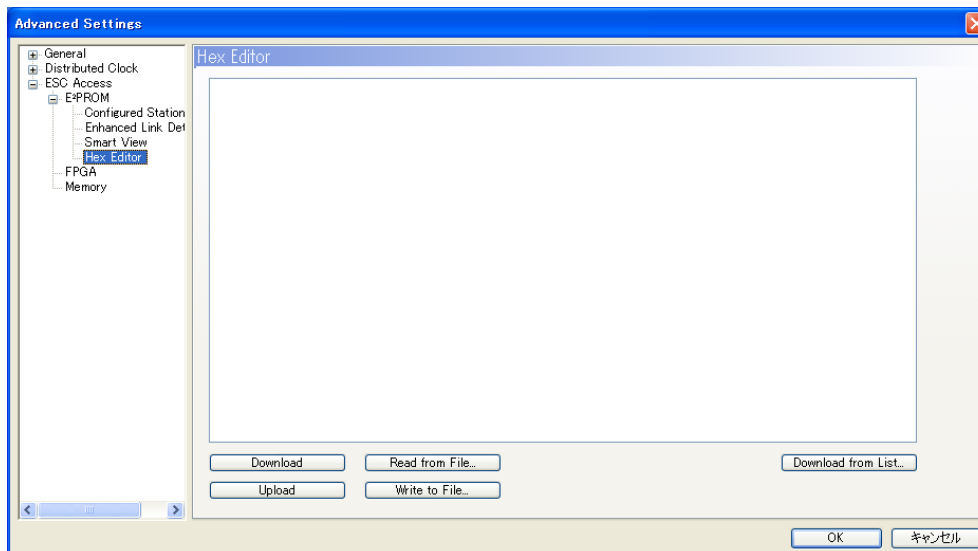 Advanced Settings
General
Distributed Clock
ESC Access
E²PROM
Configured Station
Enhanced Link Det
Smart View
Hex Editor
FPGA
Memory
Hex Editor
Download
Read from File...
Download from List...
Upload
Write to File...
OK
キャンセル